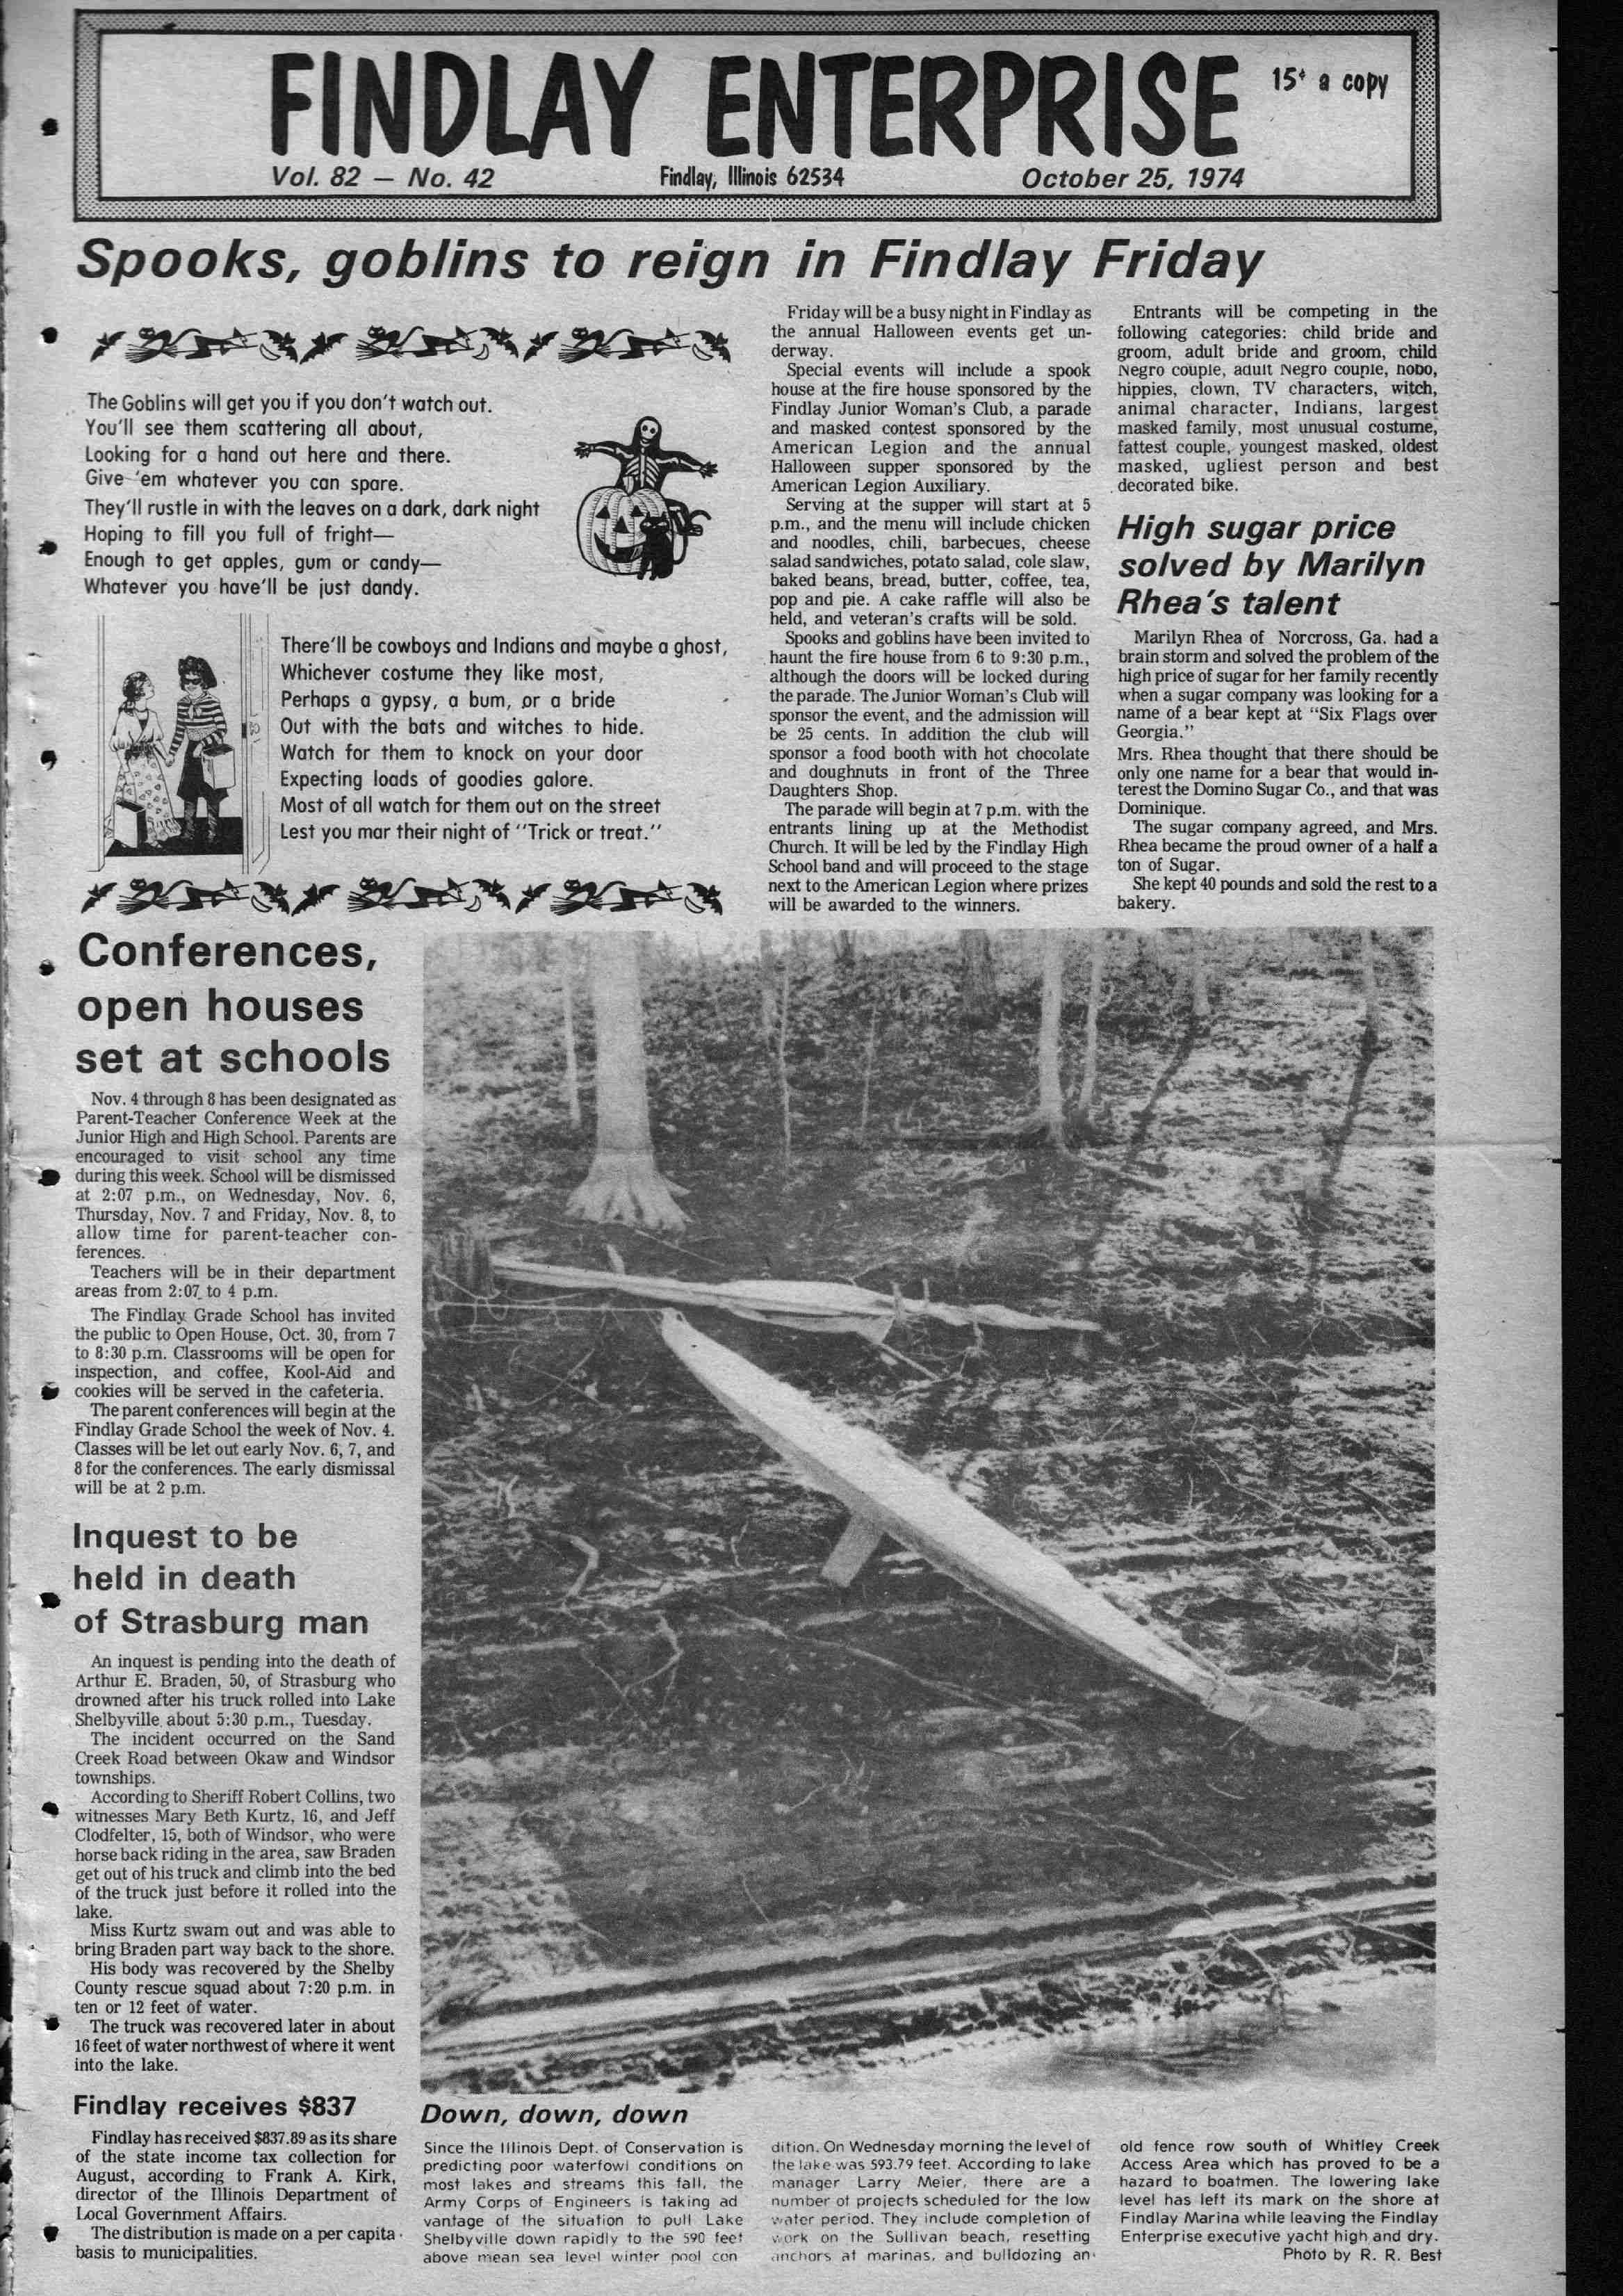 FINDLAY ENTERPRISE
15¢ a copy
Vol. 82 — No. 42
Findlay, Illinois 62534
October 25, 1974
Spooks, goblins to reign in Findlay Friday
The Goblins will get you if you don't watch out.
You'll see them scattering all about,
Looking for a hand out here and there.
Give 'em whatever you can spare.
They'll rustle in with the leaves on a dark, dark night
Hoping to fill you full of fright—
Enough to get apples, gum or candy—
Whatever you have'll be just dandy.
There'll be cowboys and Indians and maybe a ghost,
Whichever costume they like most,
Perhaps a gypsy, a bum, or a bride
Out with the bats and witches to hide.
Watch for them to knock on your door
Expecting loads of goodies galore.
Most of all watch for them out on the street
Lest you mar their night of "Trick or treat."
Friday will be a busy night in Findlay as
the annual Halloween events get un-
derway.
Special events will include a spook
house at the fire house sponsored by the
Findlay Junior Woman's Club, a parade
and masked contest sponsored by the
American Legion and the annual
Halloween supper sponsored by the
American Legion Auxiliary.
Serving at the supper will start at 5
p.m., and the menu will include chicken
and noodles, chili, barbecues, cheese
salad sandwiches, potato salad, cole slaw,
baked beans, bread, butter, coffee, tea,
pop and pie. A cake raffle will also be
held, and veteran's crafts will be sold.
Spooks and goblins have been invited to
haunt the fire house from 6 to 9:30 p.m.,
although the doors will be locked during
the parade. The Junior Woman's Club will
sponsor the event, and the admission will
be 25 cents. In addition the club will
sponsor a food booth with hot chocolate
and doughnuts in front of the Three
Daughters Shop.
The parade will begin at 7 p.m. with the
entrants lining up at the Methodist
Church. It will be led by the Findlay High
School band and will proceed to the stage
next to the American Legion where prizes
will be awarded to the winners.
Entrants will be competing in the
following categories: child bride and
groom, adult bride and groom, child
Negro couple, adult Negro couple, hobo,
hippies, clown, TV characters, witch,
animal character, Indians, largest
masked family, most unusual costume,
fattest couple, youngest masked, oldest
masked, ugliest person and best
decorated bike.
High sugar price
solved by Marilyn
Rhea's talent
Marilyn Rhea of Norcross, Ga. had a
brain storm and solved the problem of the
high price of sugar for her family recently
when a sugar company was looking for a
name of a bear kept at "Six Flags over
Georgia."
Mrs. Rhea thought that there should be
only one name for a bear that would in-
terest the Domino Sugar Co., and that was
Dominique.
The sugar company agreed, and Mrs.
Rhea became the proud owner of a half a
ton of Sugar.
She kept 40 pounds and sold the rest to a
bakery.
Conferences,
open houses
set at schools
Nov. 4 through 8 has been designated as
Parent-Teacher Conference Week at the
Junior High and High School. Parents are
encouraged to visit school any time
during this week. School will be dismissed
at 2:07 p.m., on Wednesday, Nov. 6,
Thursday, Nov. 7 and Friday, Nov. 8, to
allow time for parent-teacher con-
ferences.
Teachers will be in their department
areas from 2:07 to 4 p.m.
The Findlay Grade School has invited
the public to Open House, Oct. 30, from 7
to 8:30 p.m. Classrooms will be open for
inspection, and coffee, Kool-Aid and
cookies will be served in the cafeteria.
The parent conferences will begin at the
Findlay Grade School the week of Nov. 4.
Classes will be let out early Nov. 6, 7, and
8 for the conferences. The early dismissal
will be at 2 p.m.
Inquest to be
held in death
of Strasburg man
An inquest is pending into the death of
Arthur E. Braden, 50, of Strasburg who
drowned after his truck rolled into Lake
Shelbyville about 5:30 p.m., Tuesday.
The incident occurred on the Sand
Creek Road between Okaw and Windsor
townships.
According to Sheriff Robert Collins, two
witnesses Mary Beth Kurtz, 16, and Jeff
Clodfelter, 15, both of Windsor, who were
horse back riding in the area, saw Braden
get out of his truck and climb into the bed
of the truck just before it rolled into the
lake.
Miss Kurtz swam out and was able to
bring Braden part way back to the shore.
His body was recovered by the Shelby
County rescue squad about 7:20 p.m. in
ten or 12 feet of water.
The truck was recovered later in about
16 feet of water northwest of where it went
into the lake.
Findlay receives $837
Findlay has received $837.89 as its share
of the state income tax collection for
August, according to Frank A. Kirk,
director of the Illinois Department of
Local Government Affairs.
The distribution is made on a per capita
basis to municipalities.
Down, down, down
Since the Illinois Dept. of Conservation is
predicting poor waterfowl conditions on
most lakes and streams this fall, the
Army Corps of Engineers is taking ad
vantage of the situation to pull Lake
Shelbyville down rapidly to the 590 feet
above mean sea level winter pool con
dition. On Wednesday morning the level of
the lake was 593.79 feet. According to lake
manager Larry Meier, there are a
number of projects scheduled for the low
water period. They include completion of
work on the Sullivan beach, resetting
anchors at marinas, and bulldozing an
old fence row south of Whitley Creek
Access Area which has proved to be a
hazard to boatmen. The lowering lake
level has left its mark on the shore at
Findlay Marina while leaving the Findlay
Enterprise executive yacht high and dry.
Photo by R. R. Best